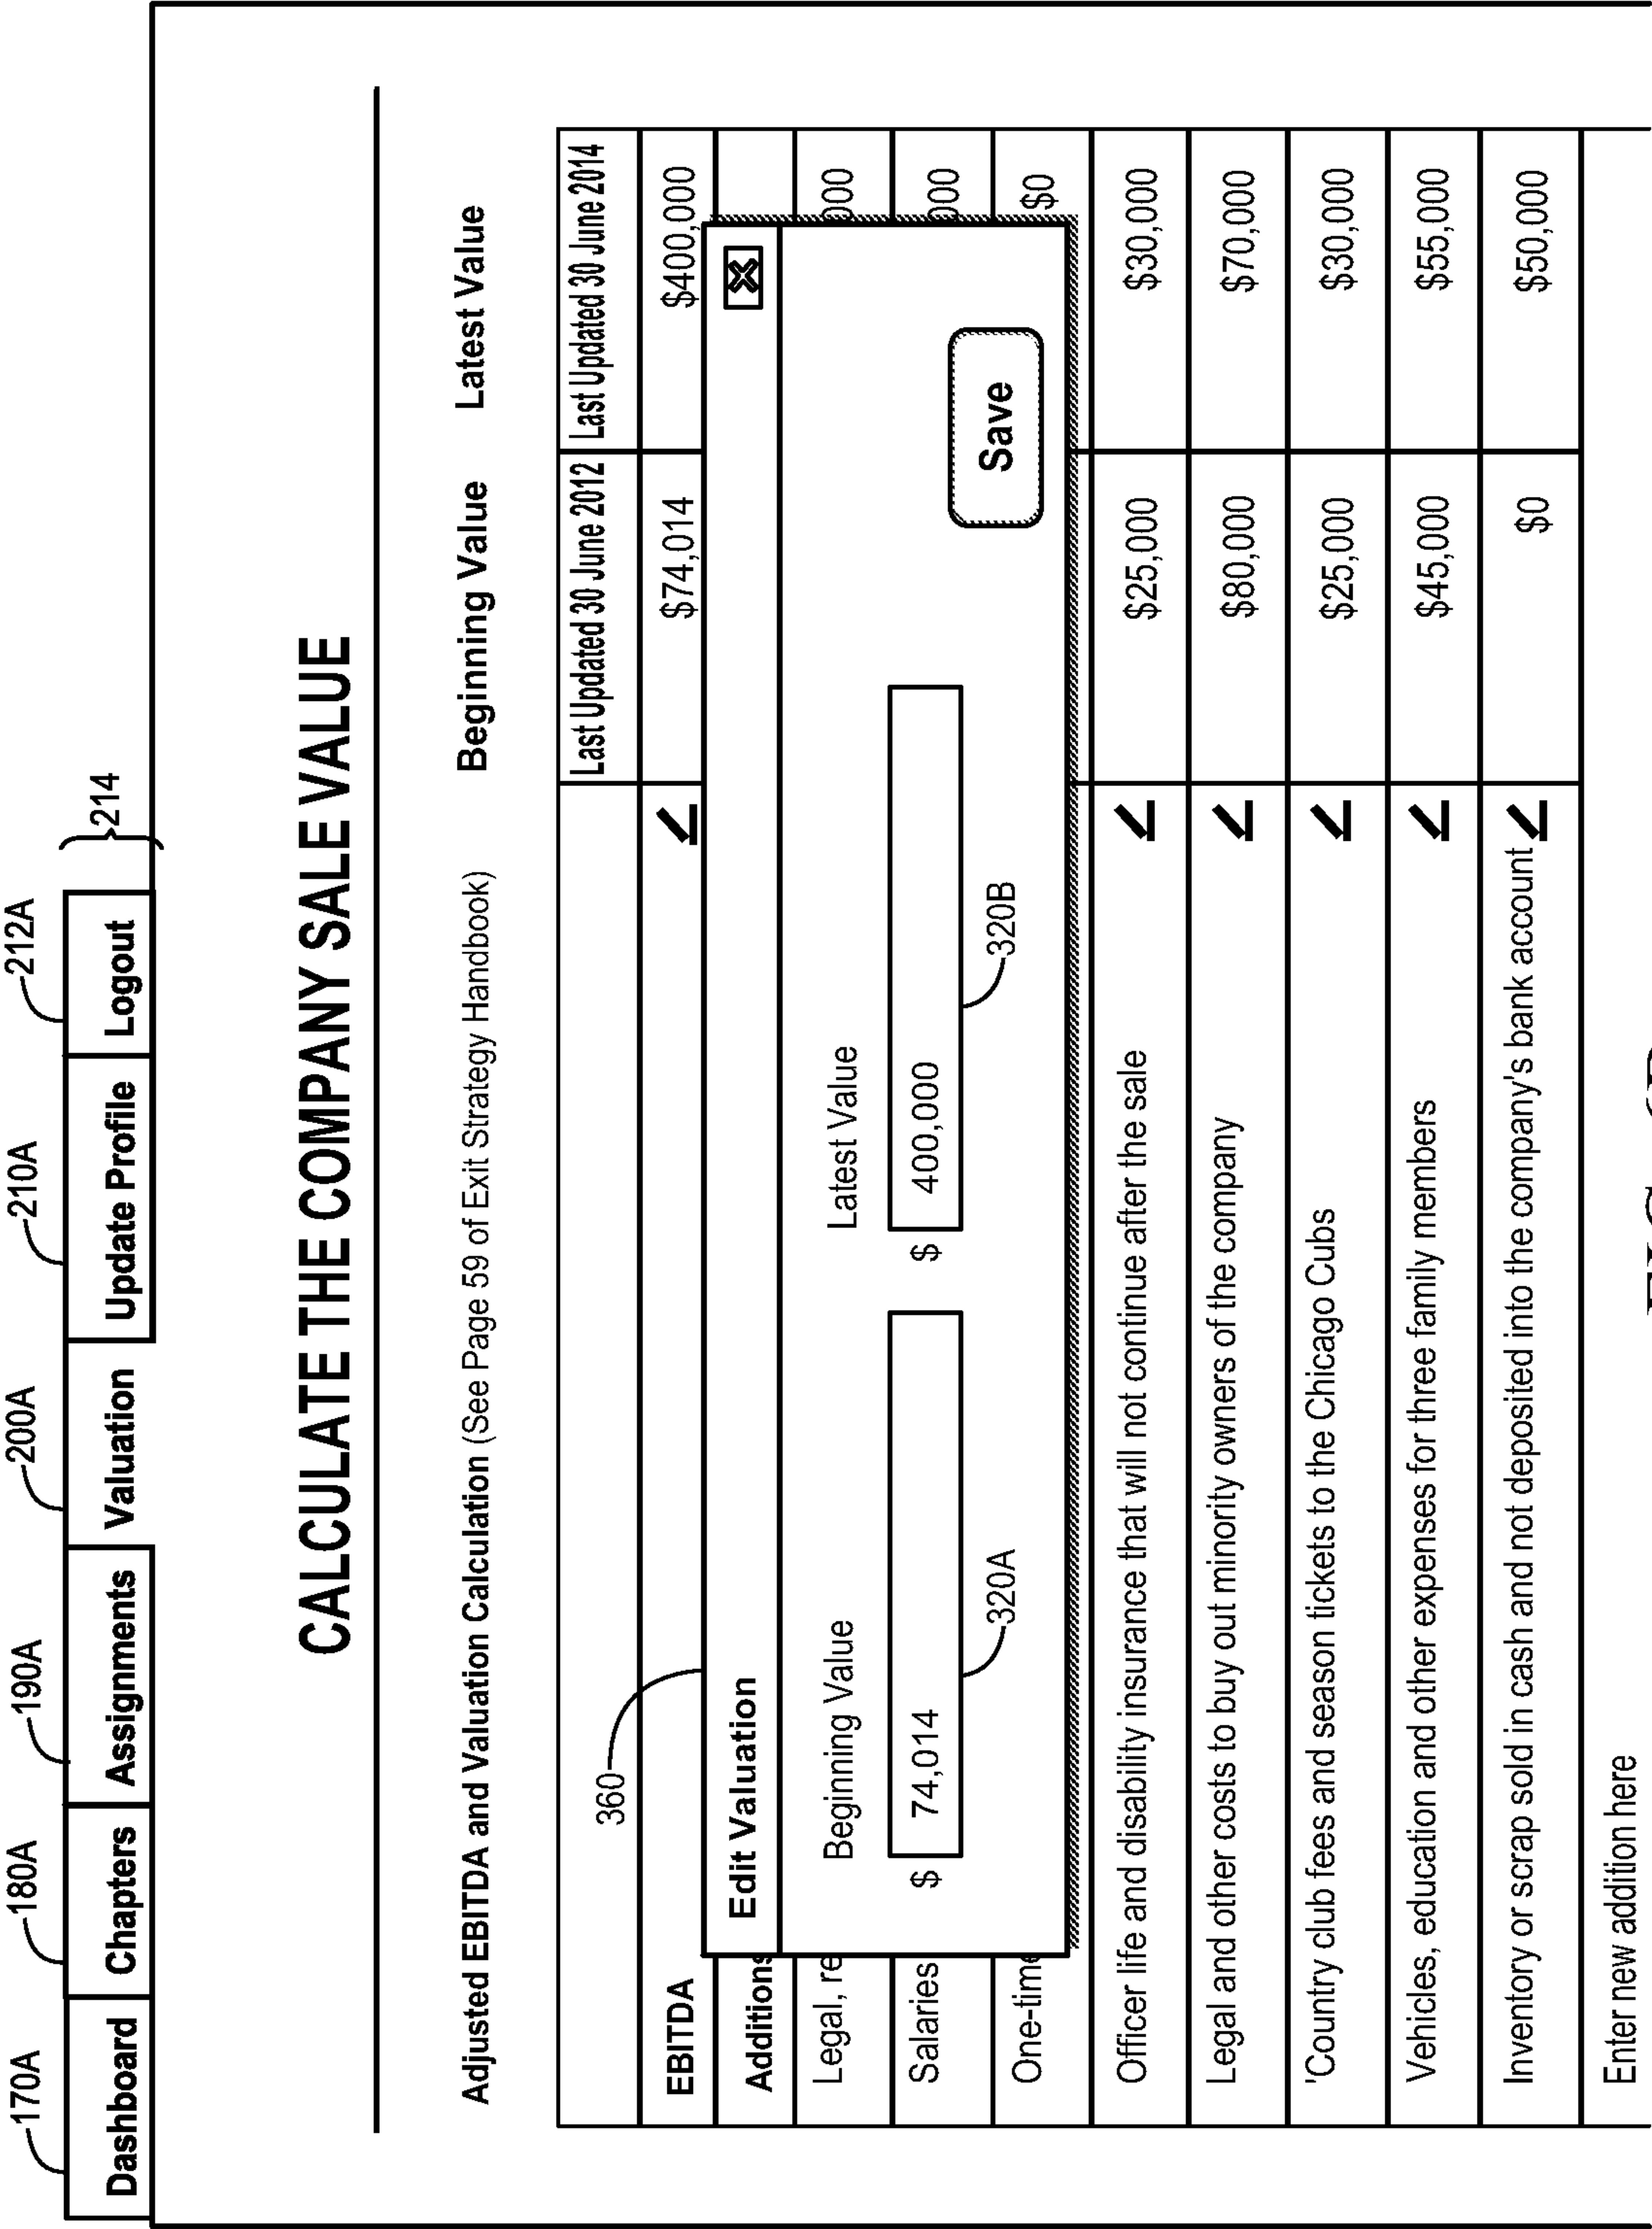 170A 180A 190A 200A 210A 212A
Dashboard Chapters Assignments Valuation Update Profile Logout 214
CALCULATE THE COMPANY SALE VALUE
Adjusted EBITDA and Valuation Calculation (See Page 59 of Exit Strategy Handbook) Beginning Value Latest Value
Last Updated 30 June 2012 Last Updated 30 June 2014
360
EBITDA $74,014 $400,000
Additions
Edit Valuation
Legal, re 000
Beginning Value Latest Value
Salaries 000
$ 74,014 $ 400,000
Save
One-time $0
320A 320B
Officer life and disability insurance that will not continue after the sale $25,000 $30,000
Legal and other costs to buy out minority owners of the company $80,000 $70,000
'Country club fees and season tickets to the Chicago Cubs $25,000 $30,000
Vehicles, education and other expenses for three family members $45,000 $55,000
Inventory or scrap sold in cash and not deposited into the company's bank account $0 $50,000
Enter new addition here